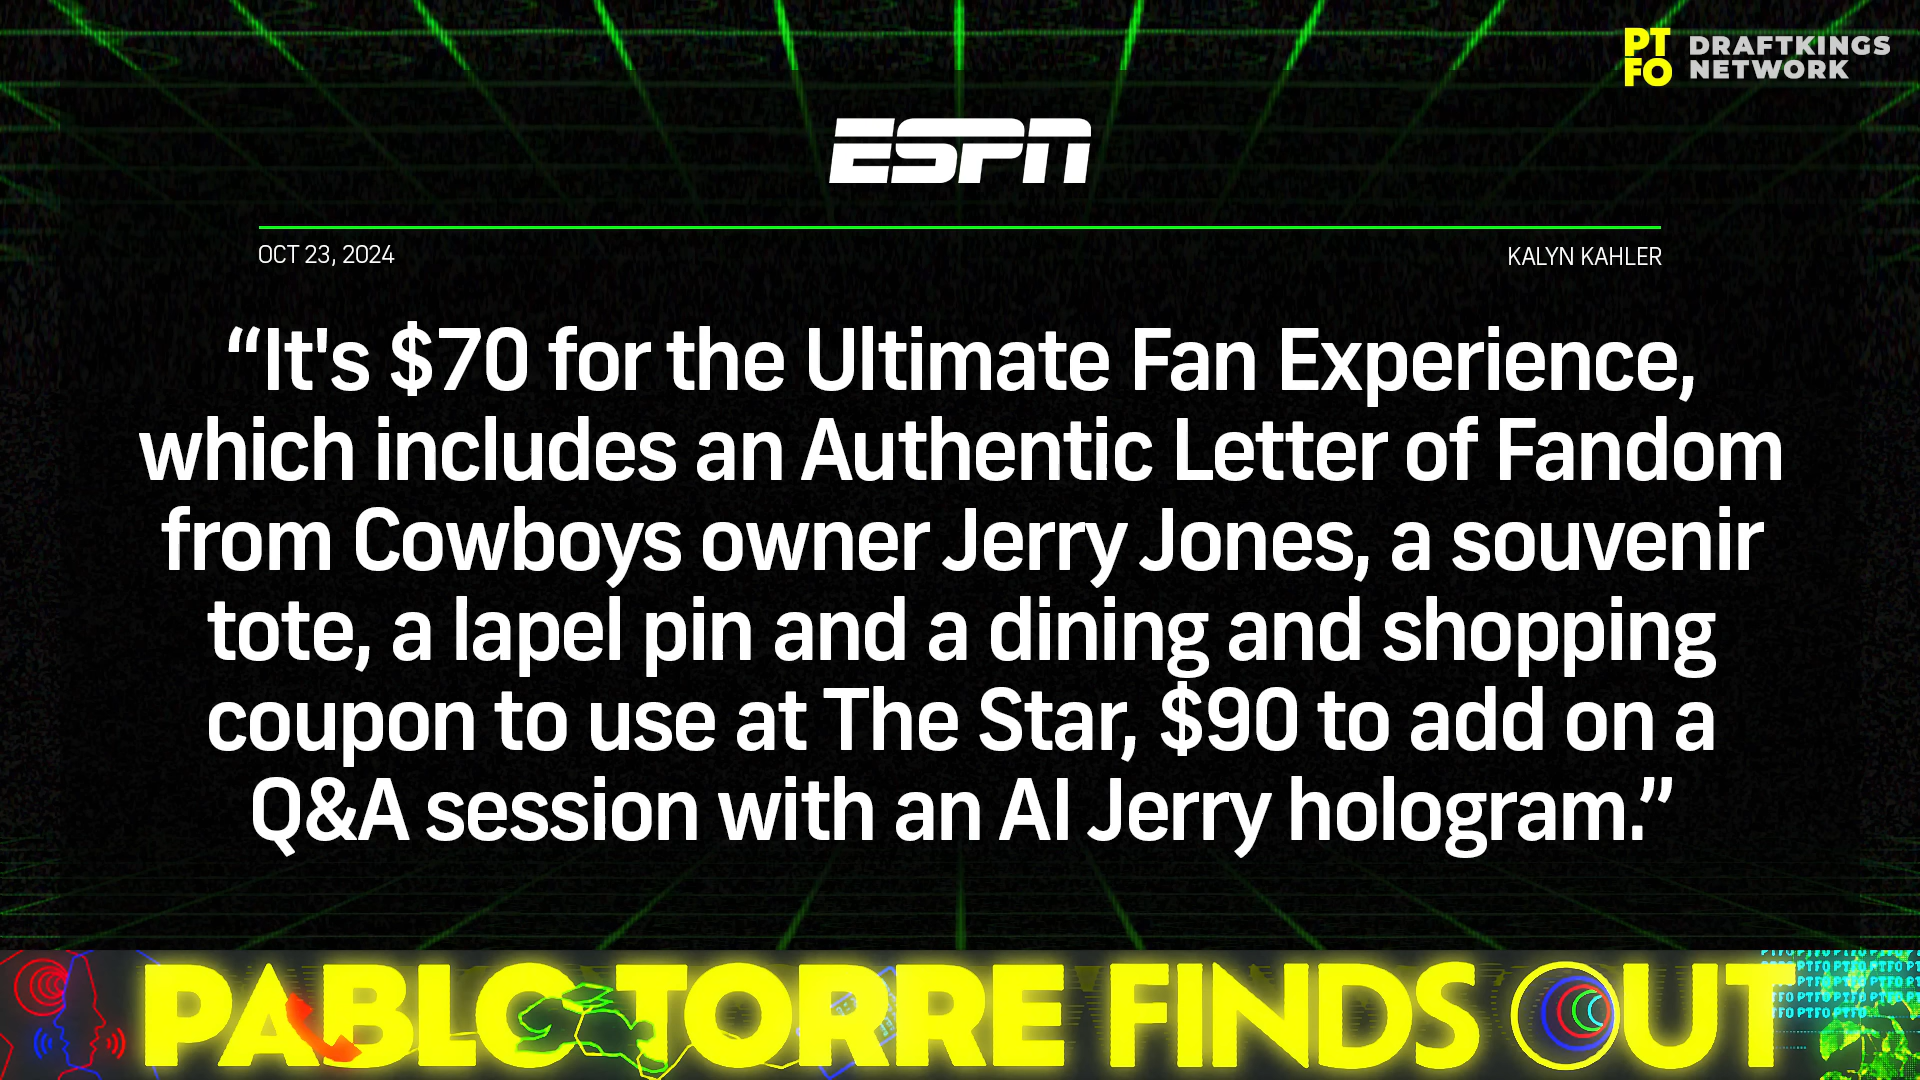 PT
FO
DRAFTKINGS
NETWORK
ESPN
OCT 23, 2024
KALYN KAHLER
“It's $70 for the Ultimate Fan Experience,
which includes an Authentic Letter of Fandom
from Cowboys owner Jerry Jones, a souvenir
tote, a lapel pin and a dining and shopping
coupon to use at The Star, $90 to add on a
Q&A session with an AI Jerry hologram.”
PABLO TORRE FINDS OUT